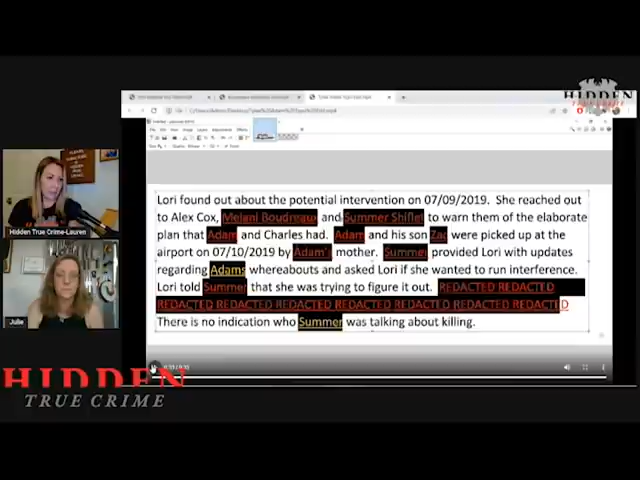 HIDDEN
TRUE CRIME
Lori found out about the potential intervention on 07/09/2019. She reached out
to Alex Cox, Melani Boudreaux and Summer Shiflet to warn them of the elaborate
plan that Adam and Charles had. Adam and his son Zac were picked up at the
airport on 07/10/2019 by Adam's mother. Summer provided Lori with updates
regarding Adams whereabouts and asked Lori if she wanted to run interference.
Lori told Summer that she was trying to figure it out. REDACTED REDACTED
REDACTED REDACTED REDACTED REDACTED REDACTED REDACTED REDACTED
There is no indication who Summer was talking about killing.
Hidden True Crime-Lauren
Julie
HIDDEN
TRUE CRIME